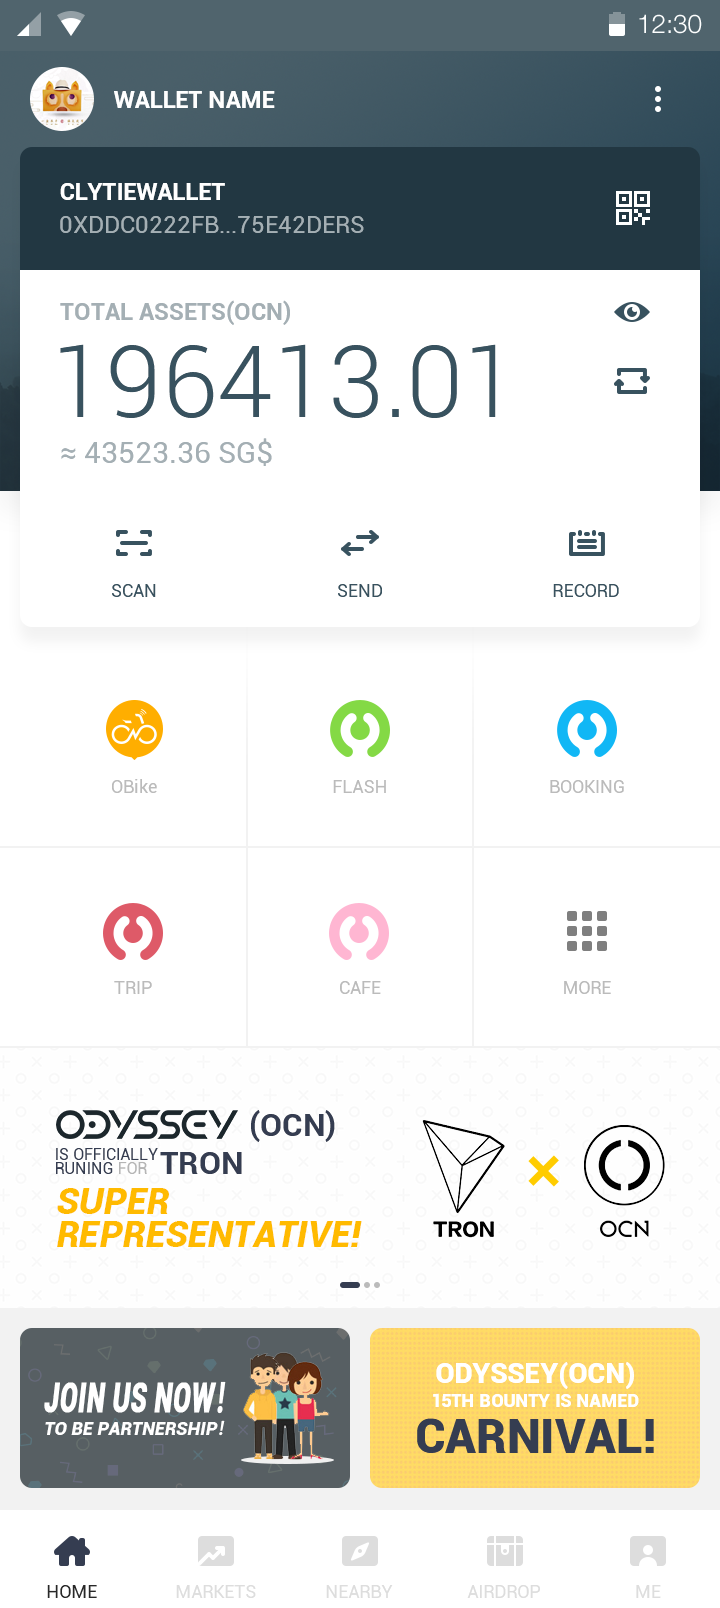 12:30
WALLET NAME
CLYTIEWALLET
0XDDC0222FB...75E42DERS
TOTAL ASSETS(OCN)
196413.01
≈ 43523.36 SG$
SCAN
SEND
RECORD
OBike
FLASH
BOOKING
TRIP
CAFE
MORE
ODYSSEY (OCN)
IS OFFICIALLY
RUNING FOR TRON
SUPER
REPRESENTATIVE!
TRON
OCN
JOIN US NOW!
TO BE PARTNERSHIP!
ODYSSEY(OCN)
15TH BOUNTY IS NAMED
CARNIVAL!
HOME
MARKETS
NEARBY
AIRDROP
ME